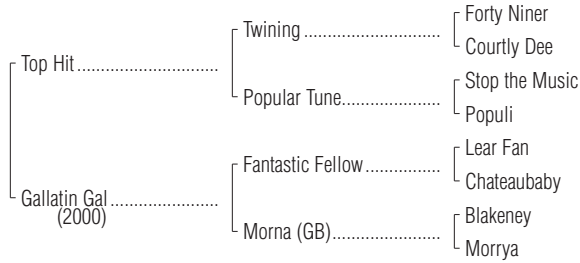 Forty Niner
Twining
Courtly Dee
Top Hit
Stop the Music
Popular Tune
Populi
Lear Fan
Fantastic Fellow
Chateaubaby
Gallatin Gal
(2000)
Blakeney
Morna (GB)
Morrya